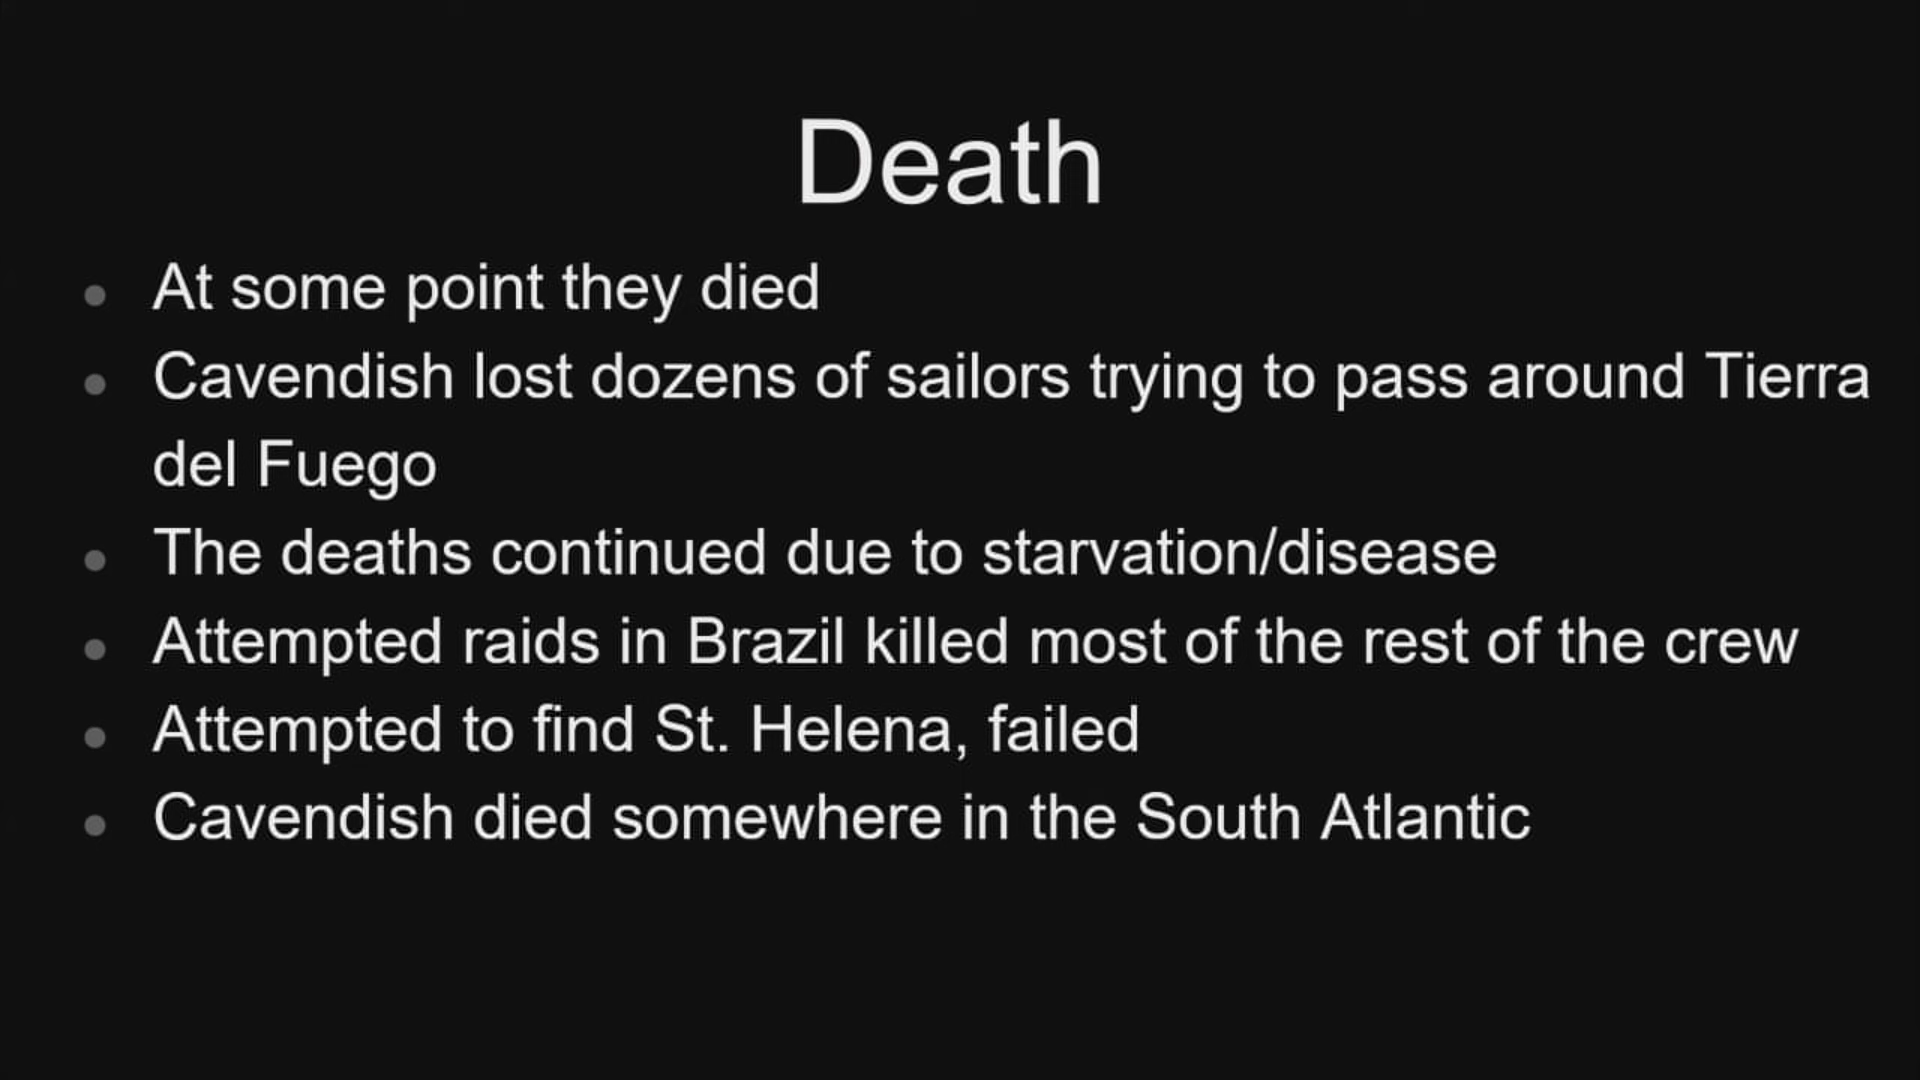 Death
At some point they died
Cavendish lost dozens of sailors trying to pass around Tierra
del Fuego
The deaths continued due to starvation/disease
Attempted raids in Brazil killed most of the rest of the crew
Attempted to find St. Helena, failed
Cavendish died somewhere in the South Atlantic